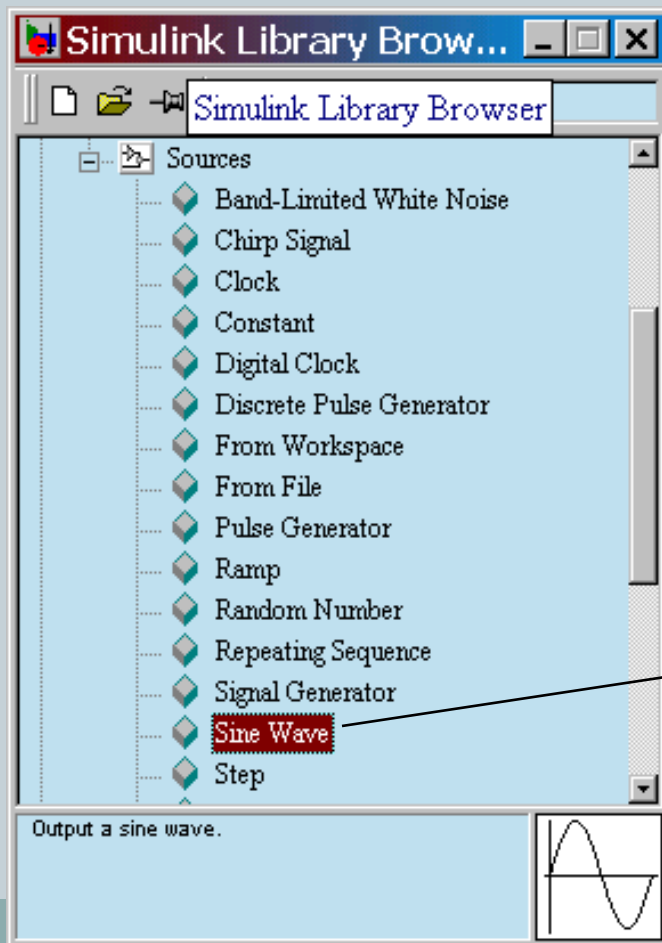 Simulink Library Brow...
Simulink Library Browser
Sources
Band-Limited White Noise
Chirp Signal
Clock
Constant
Digital Clock
Discrete Pulse Generator
From Workspace
From File
Pulse Generator
Ramp
Random Number
Repeating Sequence
Signal Generator
Sine Wave
Step
Output a sine wave.